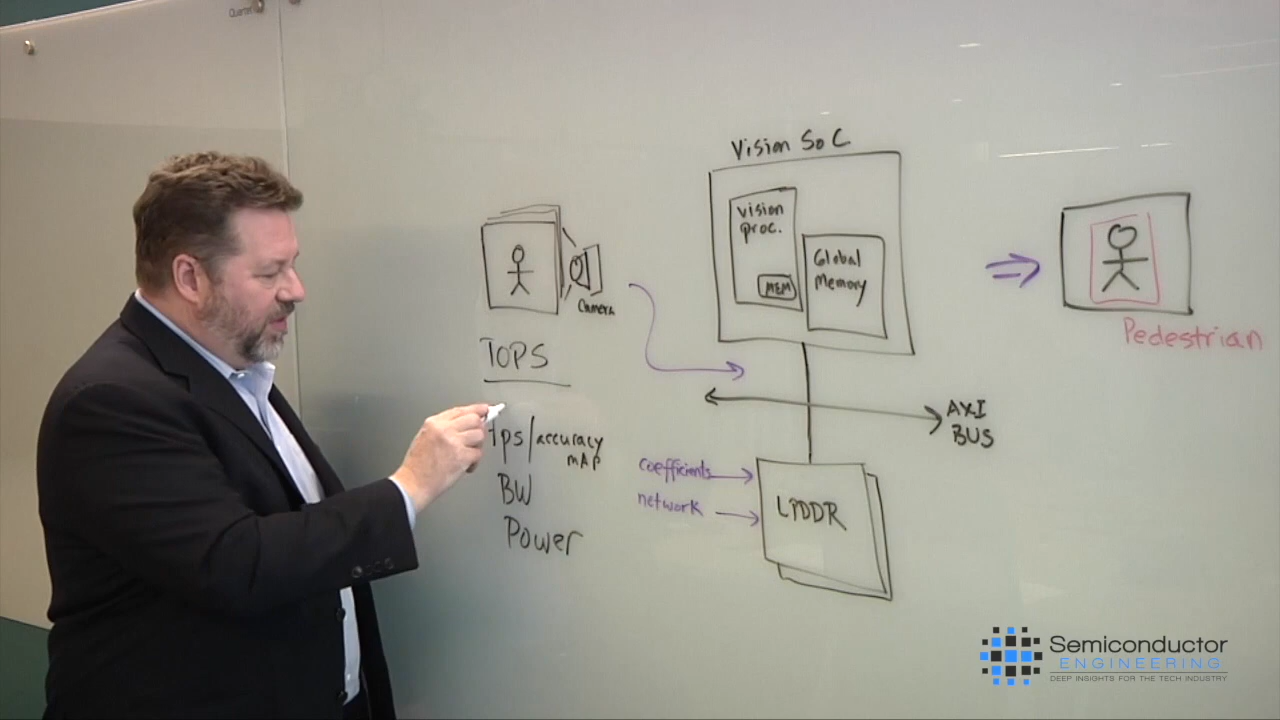 Vision SoC
vision
proc.
MEM
Global
Memory
Camera
TOPS
fps/accuracy
mAP
BW
Power
AXI
BUS
coefficients
network
LPDDR
Pedestrian
Semiconductor
ENGINEERING
DEEP INSIGHTS FOR THE TECH INDUSTRY